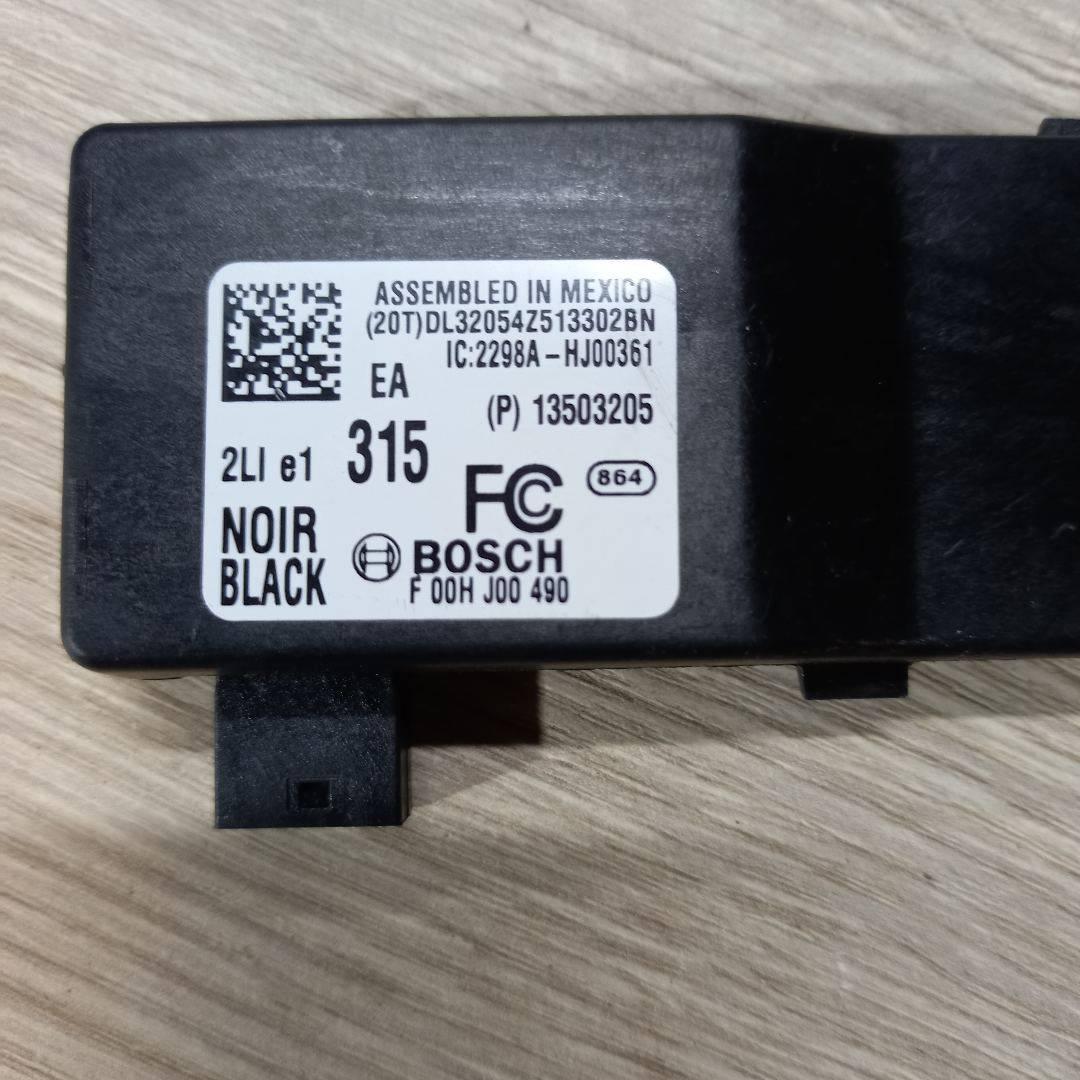 ASSEMBLED IN MEXICO
(20T)DL32054Z513302BN
IC:2298A-HJ00361
EA
(P) 13503205
2LI e1
315
FC
864
NOIR
BLACK
BOSCH
F 00H J00 490